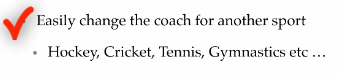 Easily change the coach for another sport
• Hockey, Cricket, Tennis, Gymnastics etc …